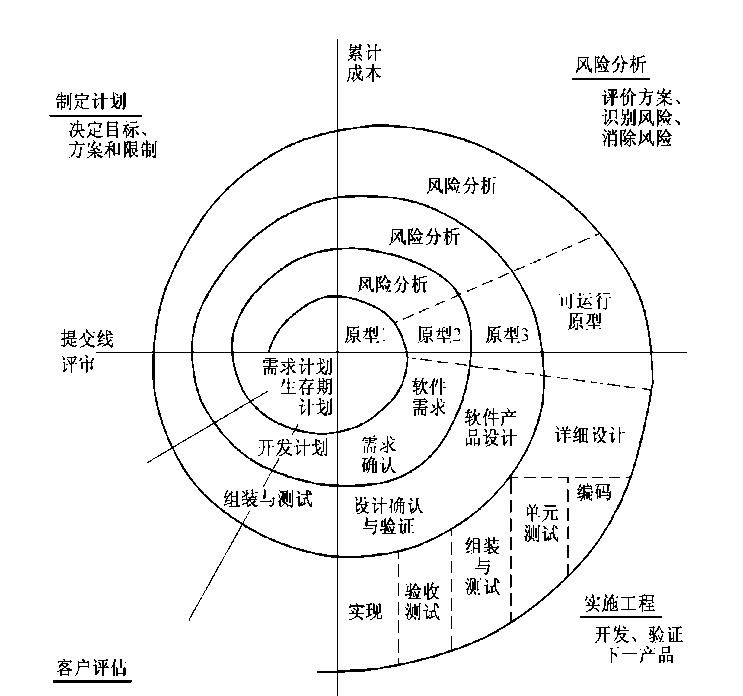 累计
成本
风险分析
评价方案、
识别风险、
消除风险
制定计划
决定目标、
方案和限制
风险分析
风险分析
风险分析
可运行
原型
原型1
原型2
原型3
提交线
评审
需求计划
生存期
计划
软件
需求
软件产
品设计
详细设计
开发计划
需求
确认
组装与测试
设计确认
与验证
组装
与
测试
单元
测试
编码
实现
验收
测试
实施工程
开发、验证
下一产品
客户评估